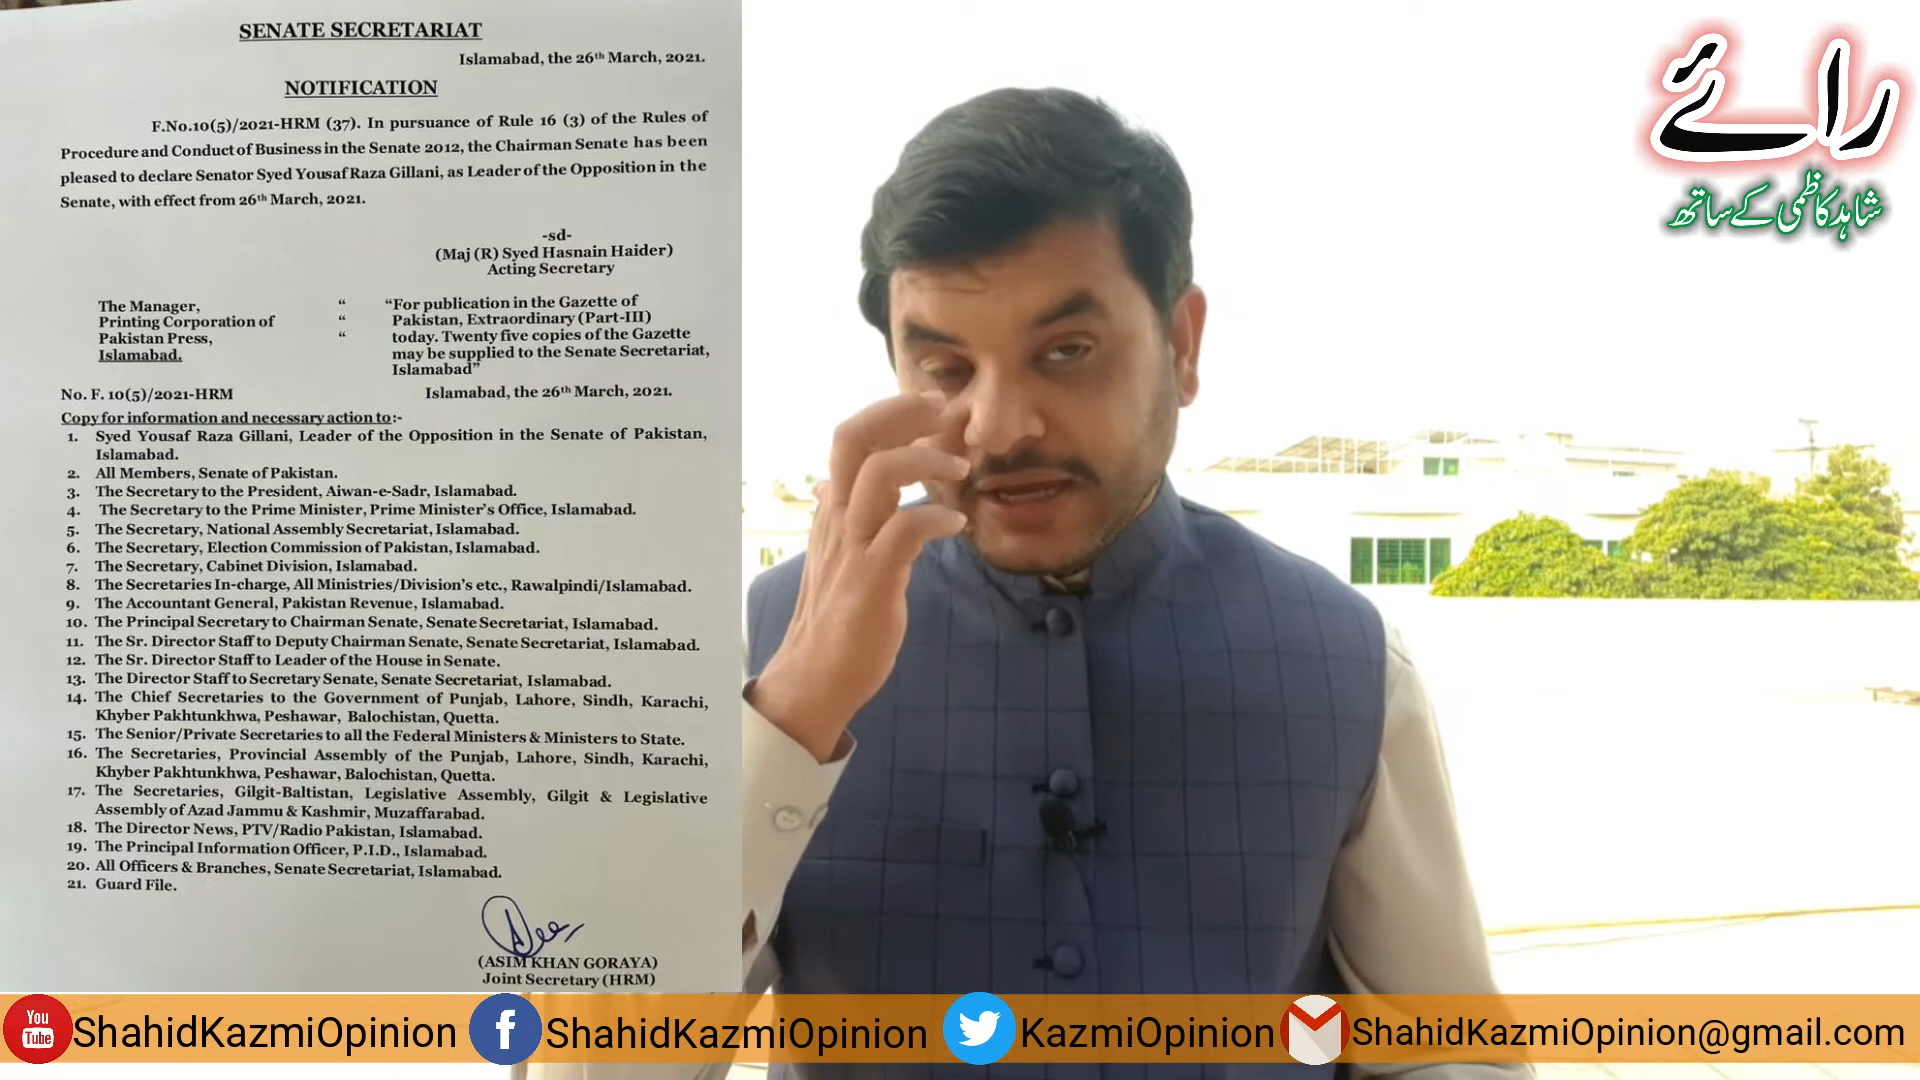 SENATE SECRETARIAT
Islamabad, the 26th March, 2021.
NOTIFICATION
F.No.10(5)/2021-HRM (37). In pursuance of Rule 16 (3) of the Rules of
Procedure and Conduct of Business in the Senate 2012, the Chairman Senate has been
pleased to declare Senator Syed Yousaf Raza Gillani, as Leader of the Opposition in the
Senate, with effect from 26th March, 2021.
-sd-
(Maj (R) Syed Hasnain Haider)
Acting Secretary
The Manager, “ “For publication in the Gazette of
Printing Corporation of “ Pakistan, Extraordinary (Part-III)
Pakistan Press, “ today. Twenty five copies of the Gazette
Islamabad. may be supplied to the Senate Secretariat,
Islamabad”
No. F. 10(5)/2021-HRM Islamabad, the 26th March, 2021.
Copy for information and necessary action to:-
1. Syed Yousaf Raza Gillani, Leader of the Opposition in the Senate of Pakistan,
Islamabad.
2. All Members, Senate of Pakistan.
3. The Secretary to the President, Aiwan-e-Sadr, Islamabad.
4. The Secretary to the Prime Minister, Prime Minister’s Office, Islamabad.
5. The Secretary, National Assembly Secretariat, Islamabad.
6. The Secretary, Election Commission of Pakistan, Islamabad.
7. The Secretary, Cabinet Division, Islamabad.
8. The Secretaries In-charge, All Ministries/Division’s etc., Rawalpindi/Islamabad.
9. The Accountant General, Pakistan Revenue, Islamabad.
10. The Principal Secretary to Chairman Senate, Senate Secretariat, Islamabad.
11. The Sr. Director Staff to Deputy Chairman Senate, Senate Secretariat, Islamabad.
12. The Sr. Director Staff to Leader of the House in Senate.
13. The Director Staff to Secretary Senate, Senate Secretariat, Islamabad.
14. The Chief Secretaries to the Government of Punjab, Lahore, Sindh, Karachi,
Khyber Pakhtunkhwa, Peshawar, Balochistan, Quetta.
15. The Senior/Private Secretaries to all the Federal Ministers & Ministers to State.
16. The Secretaries, Provincial Assembly of the Punjab, Lahore, Sindh, Karachi,
Khyber Pakhtunkhwa, Peshawar, Balochistan, Quetta.
17. The Secretaries, Gilgit-Baltistan, Legislative Assembly, Gilgit & Legislative
Assembly of Azad Jammu & Kashmir, Muzaffarabad.
18. The Director News, PTV/Radio Pakistan, Islamabad.
19. The Principal Information Officer, P.I.D., Islamabad.
20. All Officers & Branches, Senate Secretariat, Islamabad.
21. Guard File.
(ASIM KHAN GORAYA)
Joint Secretary (HRM)
رائے
شاہد کاظمی کے ساتھ
You Tube ShahidKazmiOpinion f ShahidKazmiOpinion KazmiOpinion ShahidKazmiOpinion@gmail.com